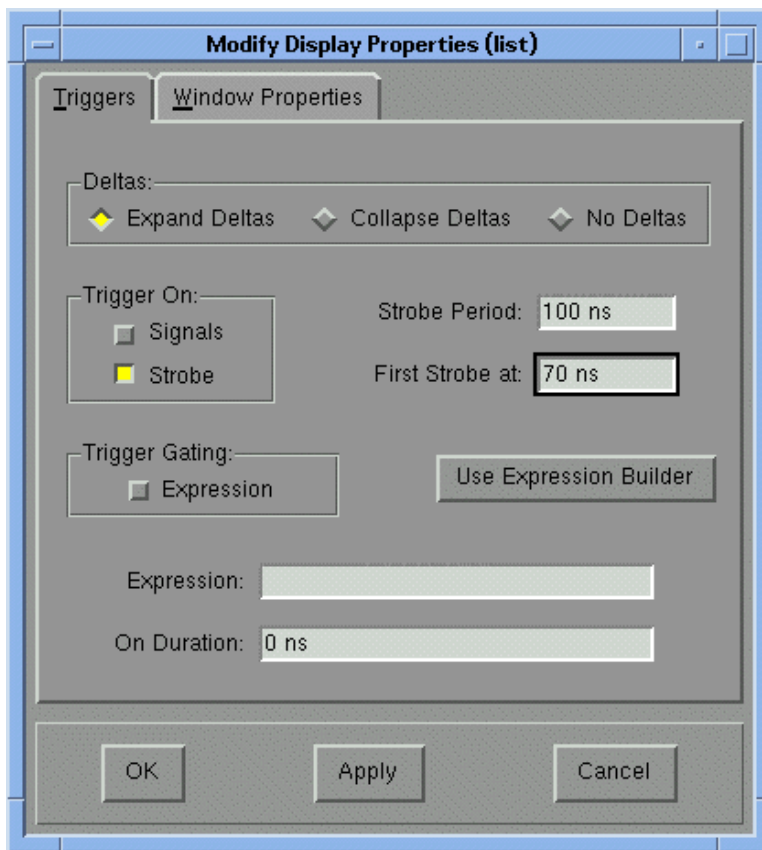 Modify Display Properties (list)
Triggers
Window Properties
Deltas:
Expand Deltas
Collapse Deltas
No Deltas
Trigger On:
Signals
Strobe
Strobe Period: 100 ns
First Strobe at: 70 ns
Trigger Gating:
Expression
Use Expression Builder
Expression:
On Duration: 0 ns
OK
Apply
Cancel